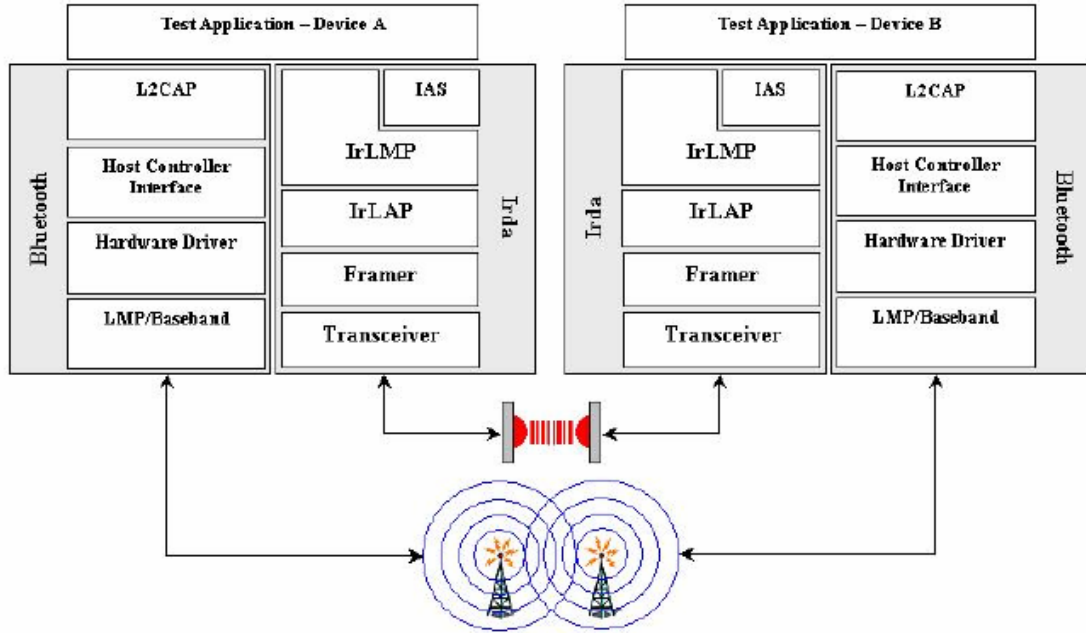 Test Application – Device A
Bluetooth
L2CAP
Host Controller
Interface
Hardware Driver
LMP/Baseband
IAS
IrLMP
IrLAP
Framer
Transceiver
Irda
Test Application – Device B
Irda
IAS
IrLMP
IrLAP
Framer
Transceiver
L2CAP
Host Controller
Interface
Hardware Driver
LMP/Baseband
Bluetooth